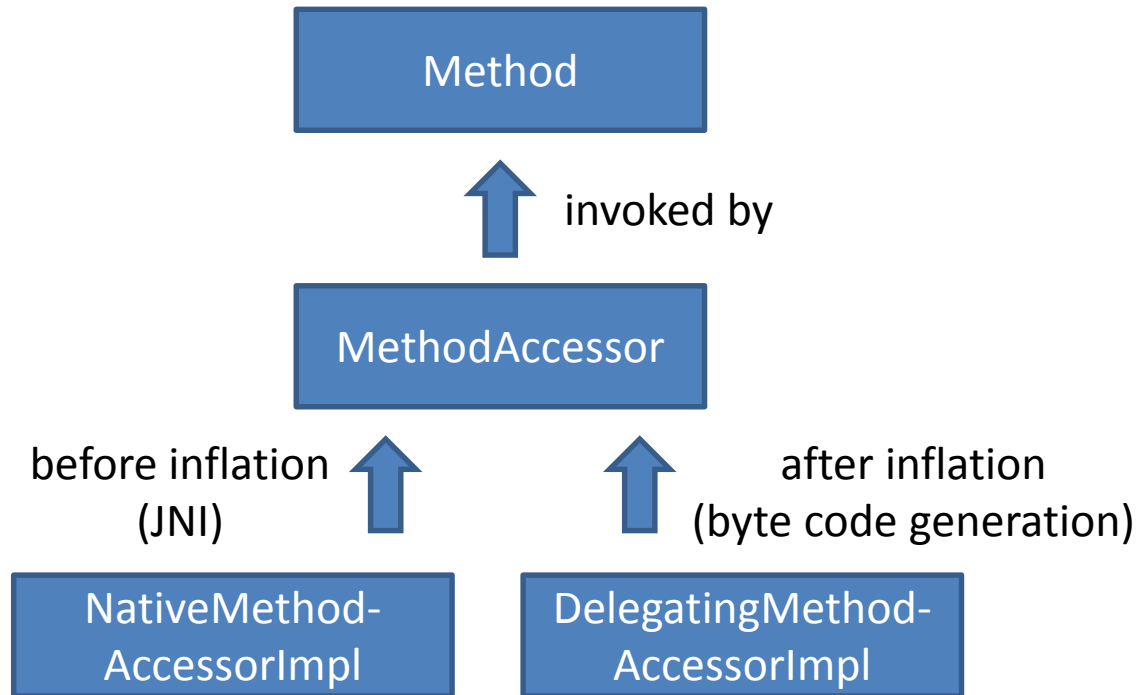 Method
invoked by
MethodAccessor
before inflation
(JNI)
after inflation
(byte code generation)
NativeMethod-
AccessorImpl
DelegatingMethod-
AccessorImpl